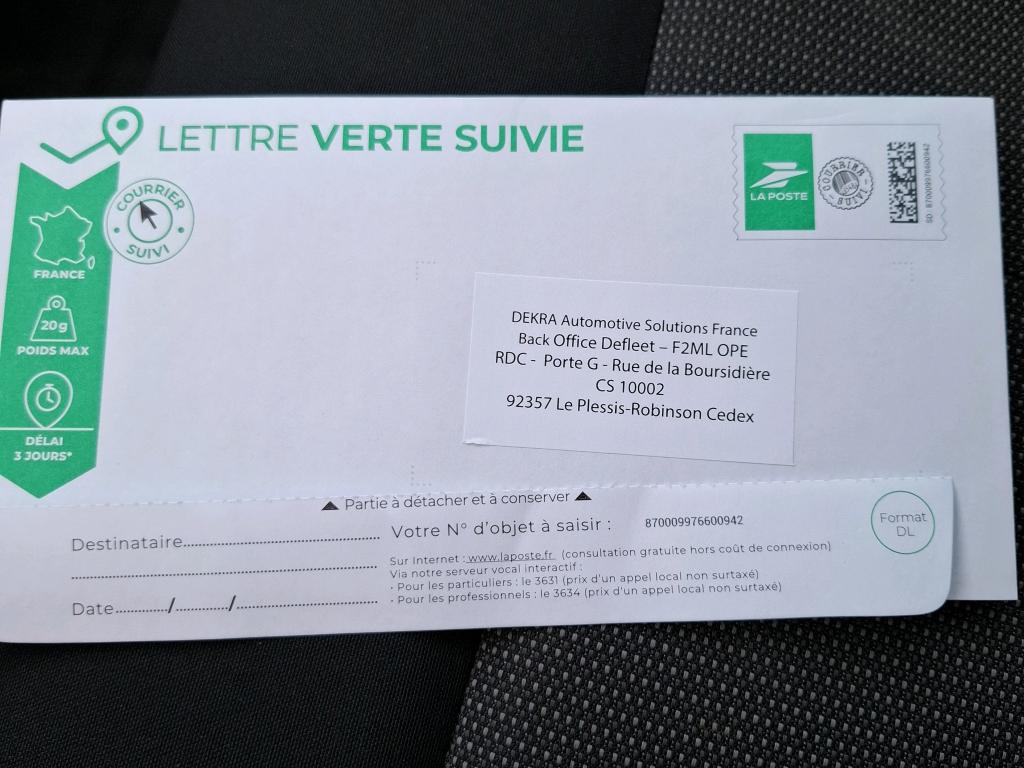 LETTRE VERTE SUIVIE
COURRIER
SUIVI
FRANCE
20g
POIDS MAX
DÉLAI
3 JOURS*
LA POSTE
COURRIER
SUIVI
SD 870009976600942
DEKRA Automotive Solutions France
Back Office Defleet – F2ML OPE
RDC - Porte G - Rue de la Boursidière
CS 10002
92357 Le Plessis-Robinson Cedex
▲ Partie à détacher et à conserver ▲
Destinataire
Date / /
Votre N° d'objet à saisir : 870009976600942
Sur Internet : www.laposte.fr (consultation gratuite hors coût de connexion)
Via notre serveur vocal interactif :
• Pour les particuliers : le 3631 (prix d'un appel local non surtaxé)
• Pour les professionnels : le 3634 (prix d'un appel local non surtaxé)
Format
DL